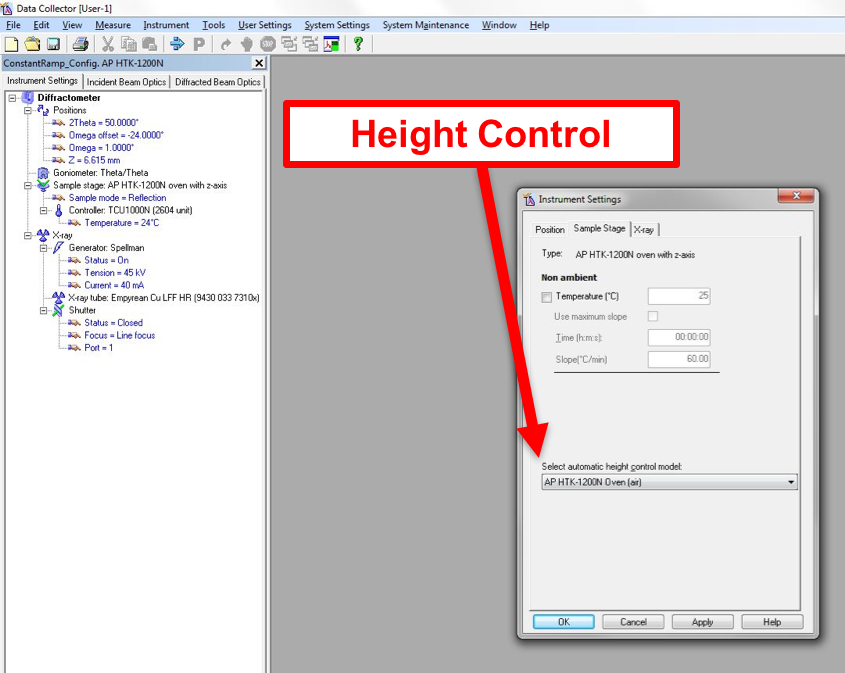 Data Collector [User-1]
File Edit View Measure Instrument Tools User Settings System Settings System Maintenance Window Help
P STOP ?
ConstantRamp_Config. AP HTK-1200N
Instrument Settings Incident Beam Optics Diffracted Beam Optics
Diffractometer
Positions
2Theta = 50.0000°
Omega offset = -24.0000°
Omega = 1.0000°
Z = 6.615 mm
Goniometer: Theta/Theta
Sample stage: AP HTK-1200N oven with z-axis
Sample mode = Reflection
Controller: TCU1000N (2604 unit)
Temperature = 24°C
X-ray
Generator: Spellman
Status = On
Tension = 45 kV
Current = 40 mA
X-ray tube: Empyrean Cu LFF HR (9430 033 7310x)
Shutter
Status = Closed
Focus = Line focus
Port = 1
Height Control
Instrument Settings
Position Sample Stage X-ray
Type: AP HTK-1200N oven with z-axis
Non ambient
Temperature (°C) 25
Use maximum slope
Time (h:m:s): 00:00:00
Slope(°C/min) 60.00
Select automatic height control model:
AP HTK-1200N Oven (air)
OK Cancel Apply Help